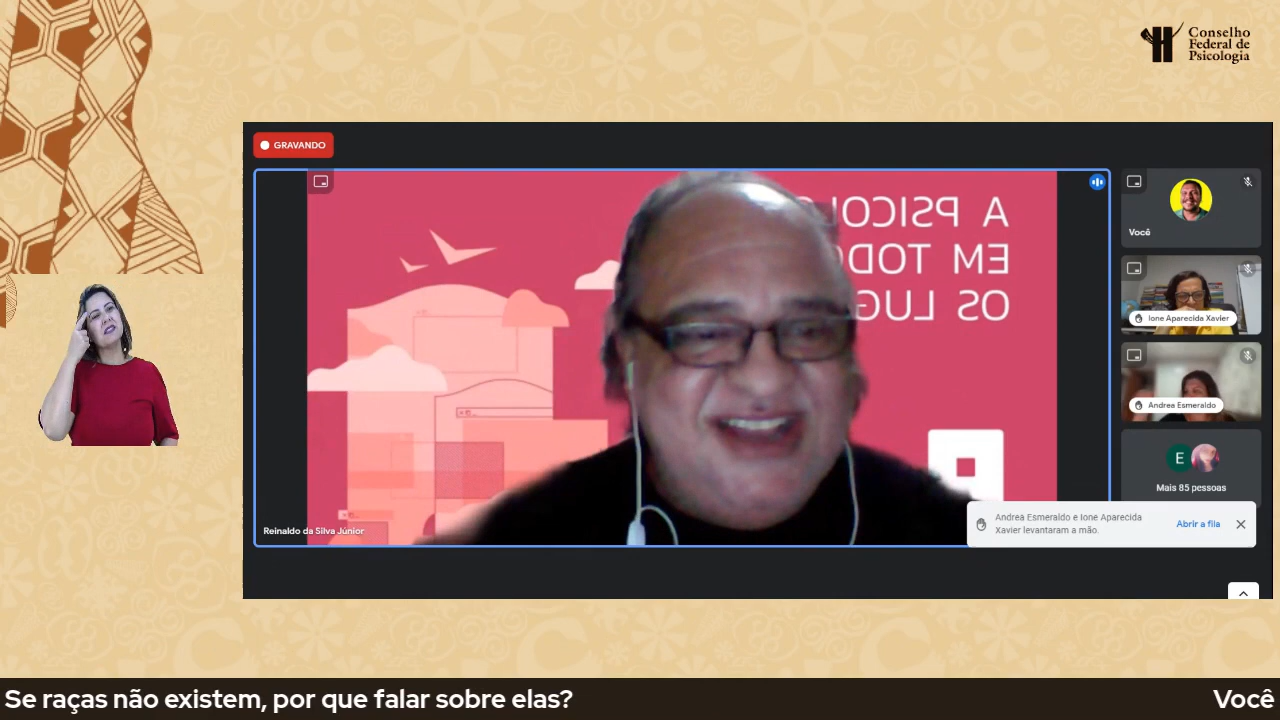 Conselho
Federal de
Psicologia
GRAVANDO
A PSICOLO
EM TODO
OS LUG
Reinaldo da Silva Júnior
Você
Ione Aparecida Xavier
Andrea Esmeraldo
E
Mais 85 pessoas
Andrea Esmeraldo e Ione Aparecida
Xavier levantaram a mão.
Abrir a fila
Se raças não existem, por que falar sobre elas?
Você